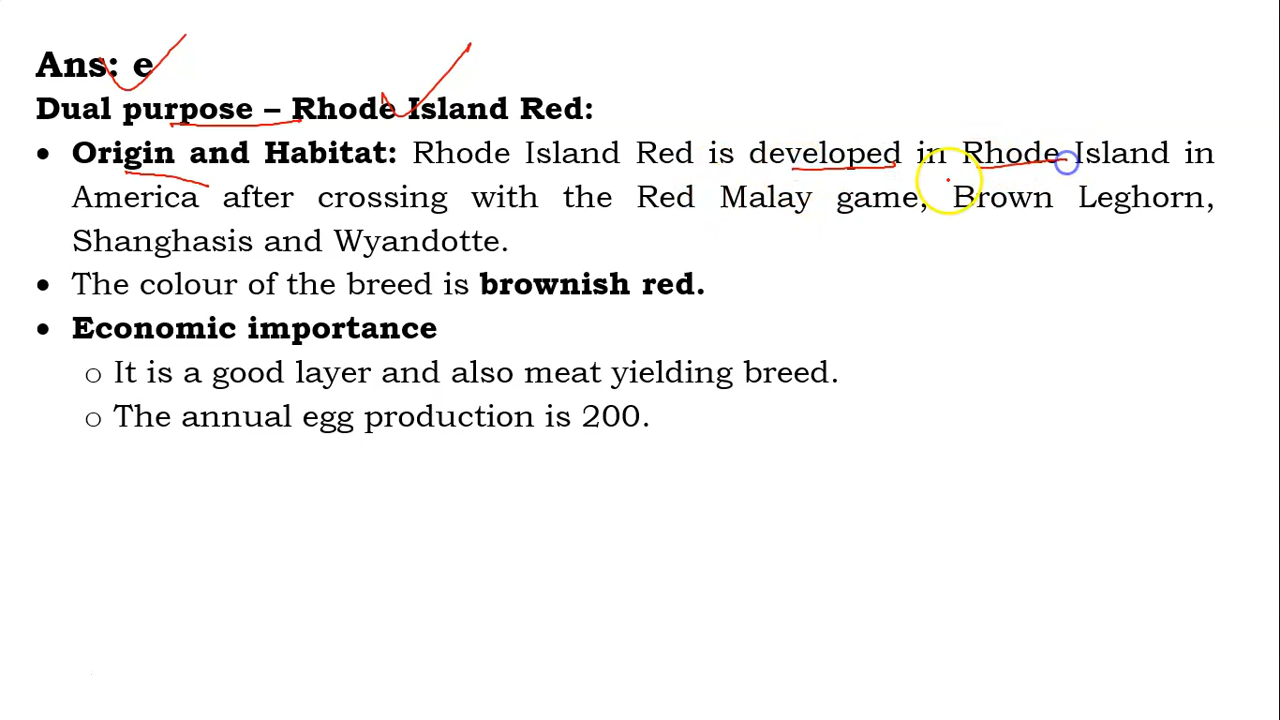 Ans: e
Dual purpose – Rhode Island Red:
• Origin and Habitat: Rhode Island Red is developed in Rhode Island in
America after crossing with the Red Malay game, Brown Leghorn,
Shanghasis and Wyandotte.
• The colour of the breed is brownish red.
• Economic importance
o It is a good layer and also meat yielding breed.
o The annual egg production is 200.